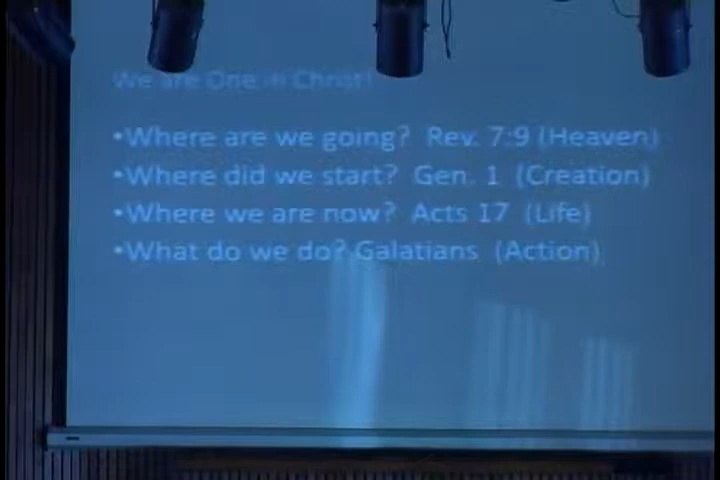 We are One in Christ!
•Where are we going? Rev. 7:9 (Heaven)
•Where did we start? Gen. 1 (Creation)
•Where we are now? Acts 17 (Life)
•What do we do? Galatians (Action)